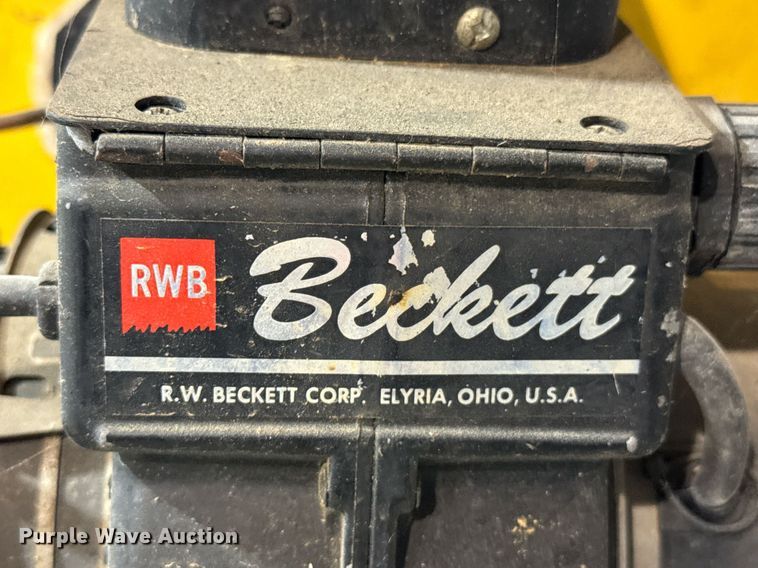 RWB
Beckett
R.W. BECKETT CORP. ELYRIA, OHIO, U.S.A.
Purple Wave Auction